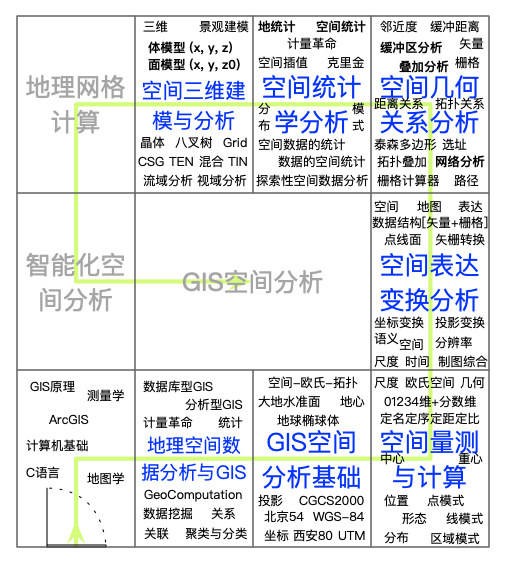 地理网格
计算
三维 景观建模
体模型 (x, y, z)
面模型 (x, y, z0)
空间三维建
模与分析
晶体 八叉树 Grid
CSG TEN 混合 TIN
流域分析 视域分析
地统计 空间统计
计量革命
空间插值 克里金
空间统计
分布 学分析 模式
空间数据的统计
数据的空间统计
探索性空间数据分析
邻近度 缓冲距离
缓冲区分析 矢量
叠加分析 栅格
空间几何
距离关系 拓扑关系
关系分析
泰森多边形 选址
拓扑叠加 网络分析
栅格计算器 路径
智能化空
间分析
GIS空间分析
空间 地图 表达
数据结构[矢量+栅格]
点线面 矢栅转换
空间表达
变换分析
坐标变换 投影变换
语义 空间 分辨率
尺度 时间 制图综合
GIS原理
测量学
ArcGIS
计算机基础
C语言
地图学
数据库型GIS
分析型GIS
计量革命 统计
地理空间数
据分析与GIS
GeoComputation
数据挖掘 关系
关联 聚类与分类
空间-欧氏-拓扑
大地水准面 地心
地球椭球体
GIS空间
分析基础
投影 CGCS2000
北京54 WGS-84
坐标 西安80 UTM
尺度 欧氏空间 几何
01234维+分数维
定名定序定距定比
空间量测
中心 重心
与计算
位置 点模式
形态 线模式
分布 区域模式